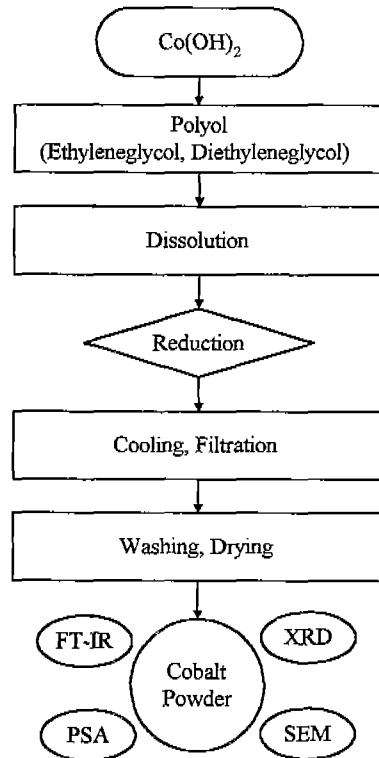 Co(OH)₂
Polyol
(Ethyleneglycol, Diethyleneglycol)
Dissolution
Reduction
Cooling, Filtration
Washing, Drying
FT-IR
XRD
Cobalt
Powder
PSA
SEM